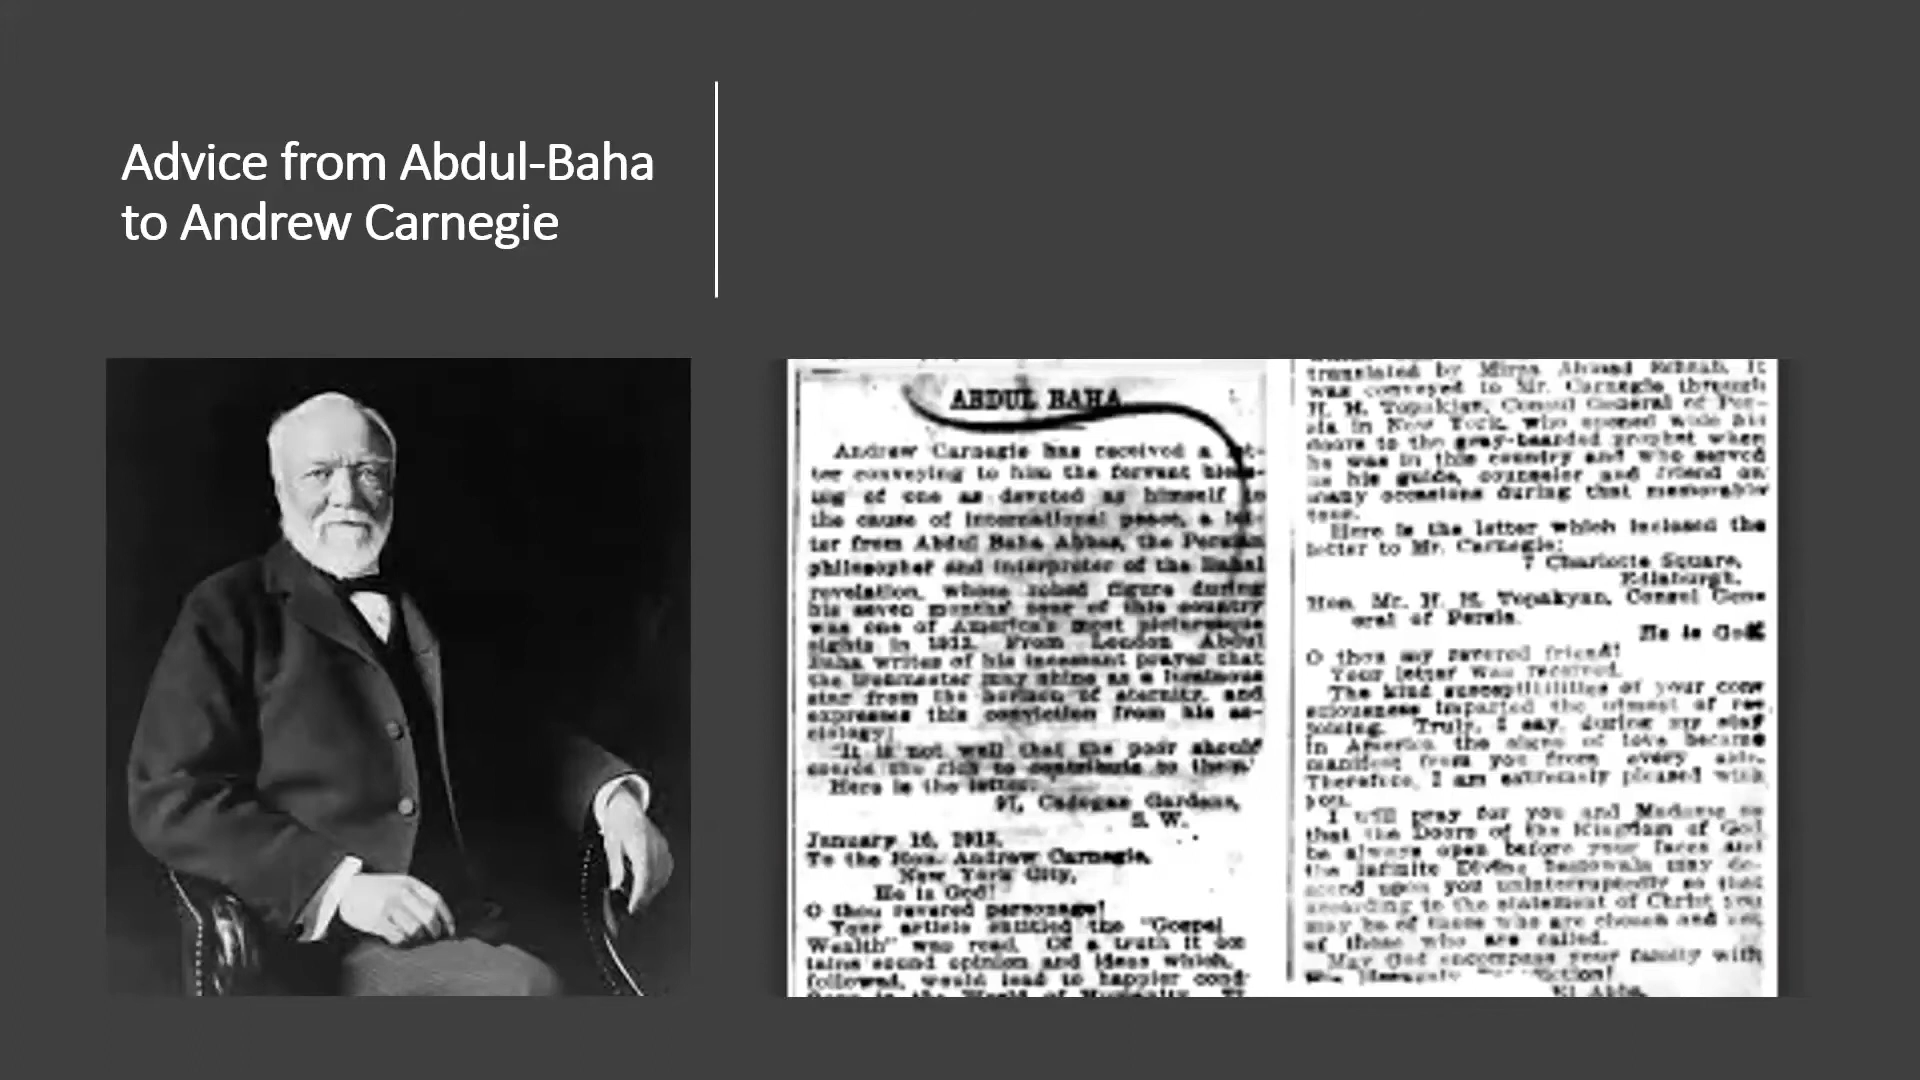 Advice from Abdul-Baha
to Andrew Carnegie
ABDUL BAHA
Andrew Carnegie has received a
ter conveying to him the fervent bless-
ing of one as devoted as himself to
the cause of international peace, a let-
ter from Abdul Baha Abbas, the Persian
philosopher and interpreter of the Bahai
revelation, whose robed figure during
his seven months' tour of this country
was one of America's most picturesque
sights in 1912. From London Abdul
Baha writes of his incessant prayer that
the ironmaster may shine as a luminous
star from the horizon of eternity, and
expresses this conviction from his so-
ciology:
"It is not well that the poor should
coerce the rich to contribute to them."
Here is the letter:
97, Cadogan Gardens,
S. W.
January 10, 1913.
To the Hon. Andrew Carnegie,
New York City,
He is God!
O thou revered personage!
Your article entitled the "Gospel
Wealth" was read. Of a truth it con
tains sound opinion and ideas which,
followed, would lead to happier cond
in the World of Humanity.
translated by Mirza Ahmad Sohrab. It
was conveyed to Mr. Carnegie through
H. H. Topakyan, Consul General of Per-
sia in New York, who opened wide his
doors to the gray-bearded prophet when
he was in this country and who served
as his guide, counselor and friend on
many occasions during that memorable
tour.
Here is the letter which inclosed the
letter to Mr. Carnegie:
7 Charlotte Square,
Edinburgh.
Hon. Mr. H. H. Topakyan, Consul Gene
eral of Persia.
He is God
O thou my revered friend!
Your letter was received.
The kind susceptibilities of your con
sciousness imparted the utmost of re
joicing. Truly, I say, during my stay
in America the signs of love became
manifest from you from every
Therefore, I am extremely pleased with
you.
I will pray for you and Madame so
that the Doors of the Kingdom of God
be always open before your faces and
the infinite Divine bestowals may de-
scend upon you uninterruptedly so that
according to the statement of Christ you
may be of those who are chosen and not
of those who are called.
May God encompass your family with